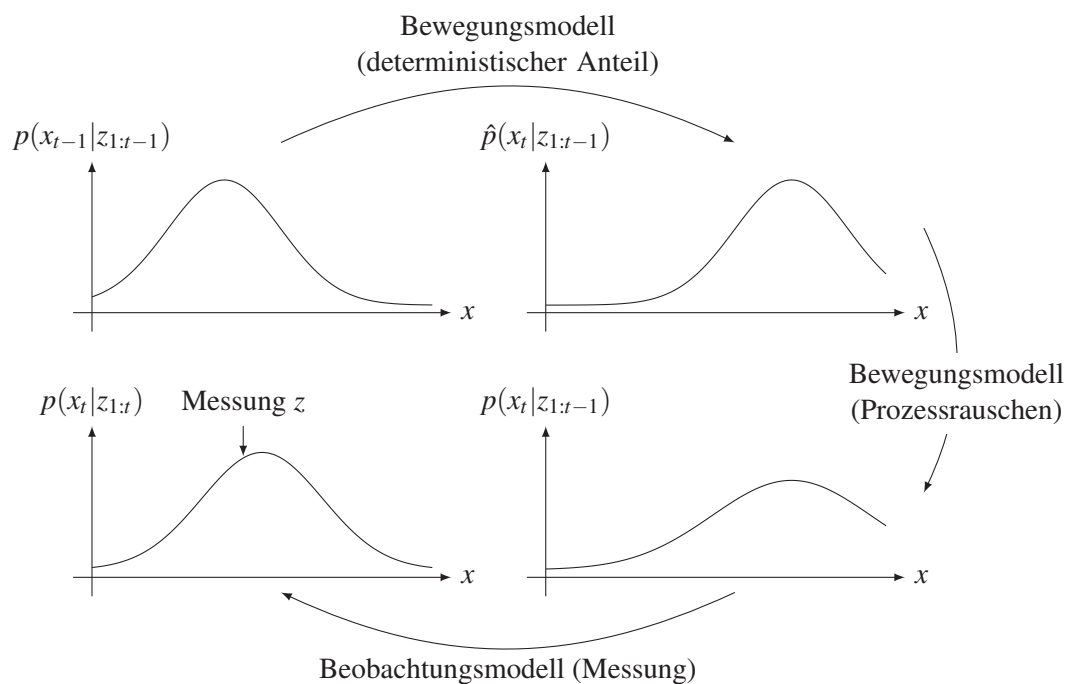 Bewegungsmodell
(deterministischer Anteil)
p(x_{t−1}|z_{1:t−1})
p̂(x_t|z_{1:t−1})
x
x
Bewegungsmodell
(Prozessrauschen)
p(x_t|z_{1:t})
Messung z
p(x_t|z_{1:t−1})
x
x
Beobachtungsmodell (Messung)